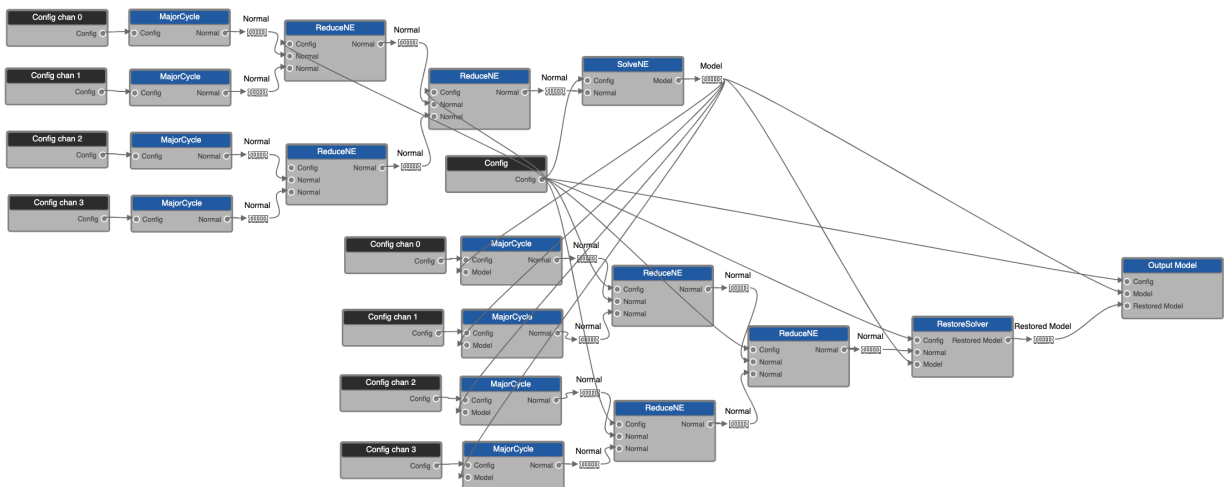 Config chan 0
Config
MajorCycle
Config
Normal
Normal
ReduceNE
Config
Normal
Normal
Normal
Normal
Config chan 1
Config
MajorCycle
Config
Normal
Normal
ReduceNE
Config
Normal
Normal
Normal
Normal
SolveNE
Config
Model
Normal
Model
Config chan 2
Config
MajorCycle
Config
Normal
Normal
ReduceNE
Config
Normal
Normal
Normal
Normal
Config chan 3
Config
MajorCycle
Config
Normal
Normal
Config
Config
Config chan 0
Config
MajorCycle
Config
Normal
Model
Normal
ReduceNE
Config
Normal
Normal
Normal
Normal
Config chan 1
Config
MajorCycle
Config
Normal
Model
Normal
ReduceNE
Config
Normal
Normal
Normal
Normal
Config chan 2
Config
MajorCycle
Config
Normal
Model
Normal
ReduceNE
Config
Normal
Normal
Normal
Normal
Config chan 3
Config
MajorCycle
Config
Normal
Model
Normal
RestoreSolver
Config
Restored Model
Normal
Model
Restored Model
Output Model
Config
Model
Restored Model